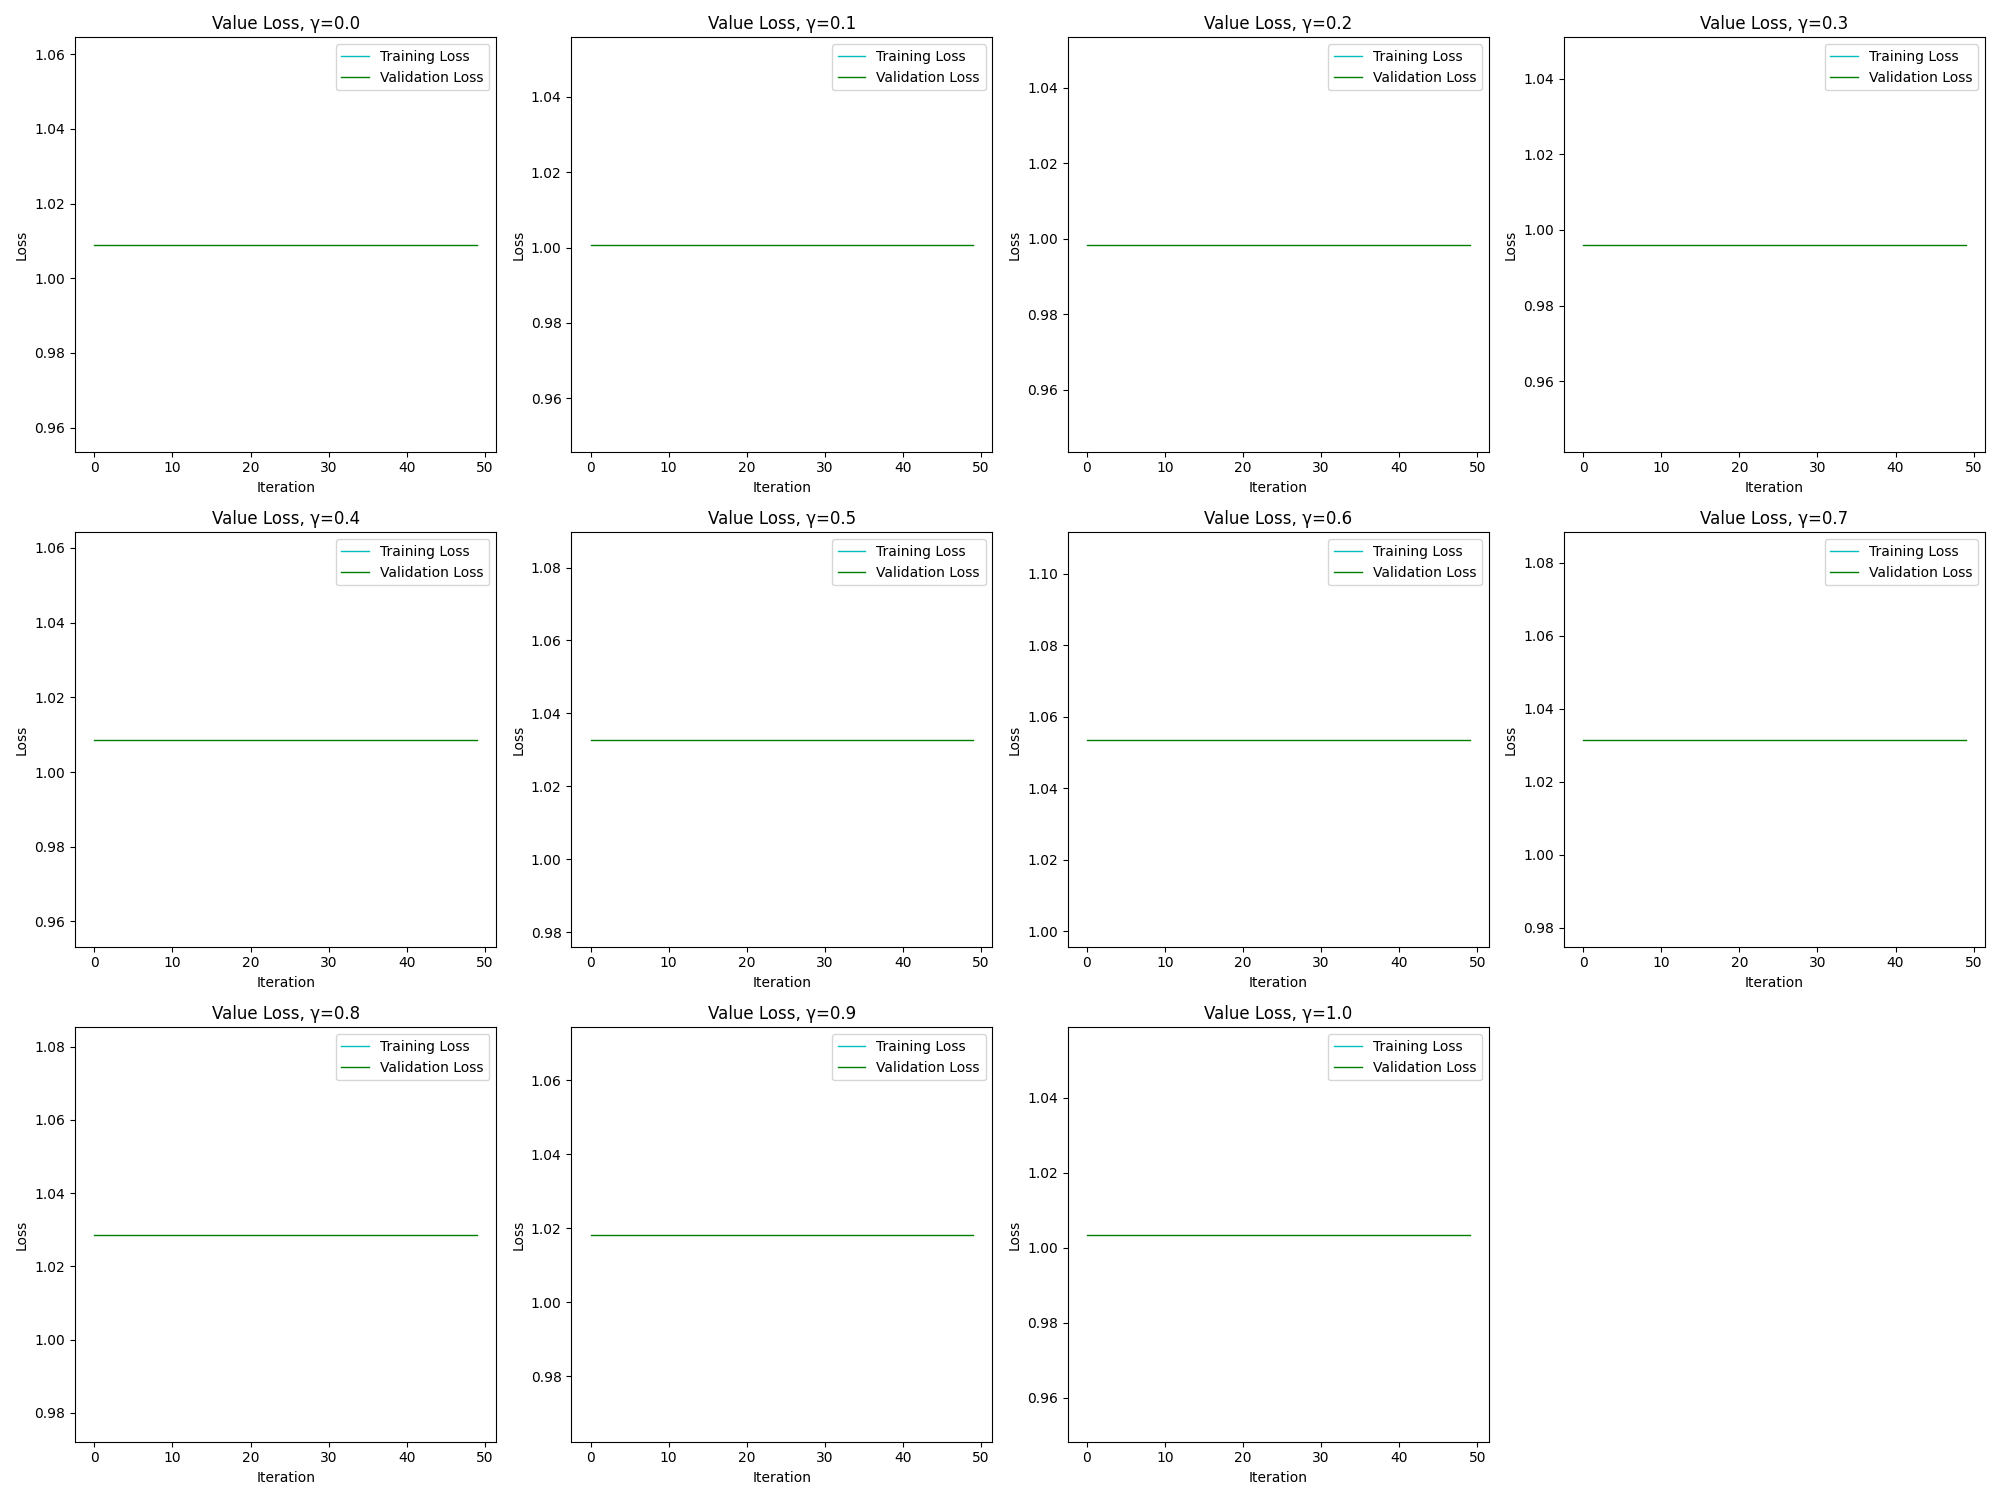 Value Loss, γ=0.0
Training Loss
Validation Loss
1.06
1.04
1.02
1.00
0.98
0.96
Loss
0 10 20 30 40 50
Iteration
Value Loss, γ=0.1
Training Loss
Validation Loss
1.04
1.02
1.00
0.98
0.96
Loss
0 10 20 30 40 50
Iteration
Value Loss, γ=0.2
Training Loss
Validation Loss
1.04
1.02
1.00
0.98
0.96
Loss
0 10 20 30 40 50
Iteration
Value Loss, γ=0.3
Training Loss
Validation Loss
1.04
1.02
1.00
0.98
0.96
Loss
0 10 20 30 40 50
Iteration
Value Loss, γ=0.4
Training Loss
Validation Loss
1.06
1.04
1.02
1.00
0.98
0.96
Loss
0 10 20 30 40 50
Iteration
Value Loss, γ=0.5
Training Loss
Validation Loss
1.08
1.06
1.04
1.02
1.00
0.98
Loss
0 10 20 30 40 50
Iteration
Value Loss, γ=0.6
Training Loss
Validation Loss
1.10
1.08
1.06
1.04
1.02
1.00
Loss
0 10 20 30 40 50
Iteration
Value Loss, γ=0.7
Training Loss
Validation Loss
1.08
1.06
1.04
1.02
1.00
0.98
Loss
0 10 20 30 40 50
Iteration
Value Loss, γ=0.8
Training Loss
Validation Loss
1.08
1.06
1.04
1.02
1.00
0.98
Loss
0 10 20 30 40 50
Iteration
Value Loss, γ=0.9
Training Loss
Validation Loss
1.06
1.04
1.02
1.00
0.98
Loss
0 10 20 30 40 50
Iteration
Value Loss, γ=1.0
Training Loss
Validation Loss
1.04
1.02
1.00
0.98
0.96
Loss
0 10 20 30 40 50
Iteration